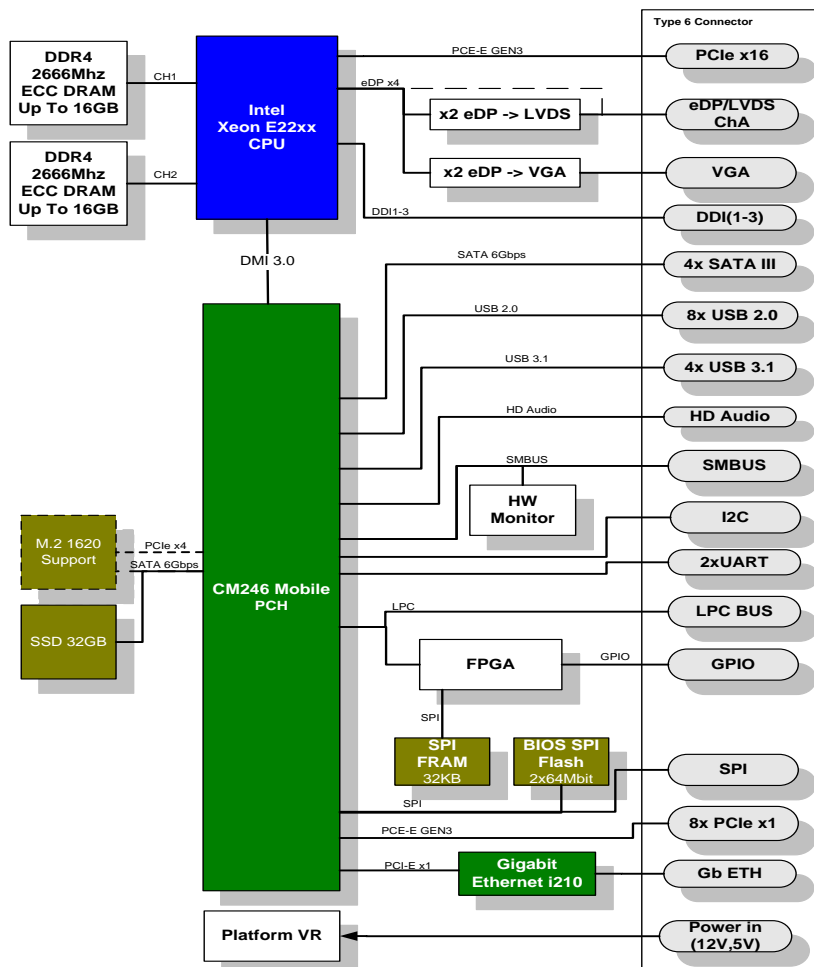 Type 6 Connector
DDR4
2666Mhz
ECC DRAM
Up To 16GB
CH1
Intel
Xeon E22xx
CPU
PCE-E GEN3
PCIe x16
eDP x4
x2 eDP -> LVDS
eDP/LVDS
ChA
DDR4
2666Mhz
ECC DRAM
Up To 16GB
CH2
x2 eDP -> VGA
VGA
DDI1-3
DDI(1-3)
DMI 3.0
SATA 6Gbps
4x SATA III
USB 2.0
8x USB 2.0
USB 3.1
4x USB 3.1
HD Audio
HD Audio
SMBUS
SMBUS
HW
Monitor
I2C
M.2 1620
Support
PCIe x4
SATA 6Gbps
2xUART
CM246 Mobile
PCH
SSD 32GB
LPC
LPC BUS
FPGA
GPIO
GPIO
SPI
SPI
FRAM
32KB
BIOS SPI
Flash
2x64Mbit
SPI
SPI
PCE-E GEN3
8x PCIe x1
PCI-E x1
Gigabit
Ethernet i210
Gb ETH
Platform VR
Power in
(12V,5V)